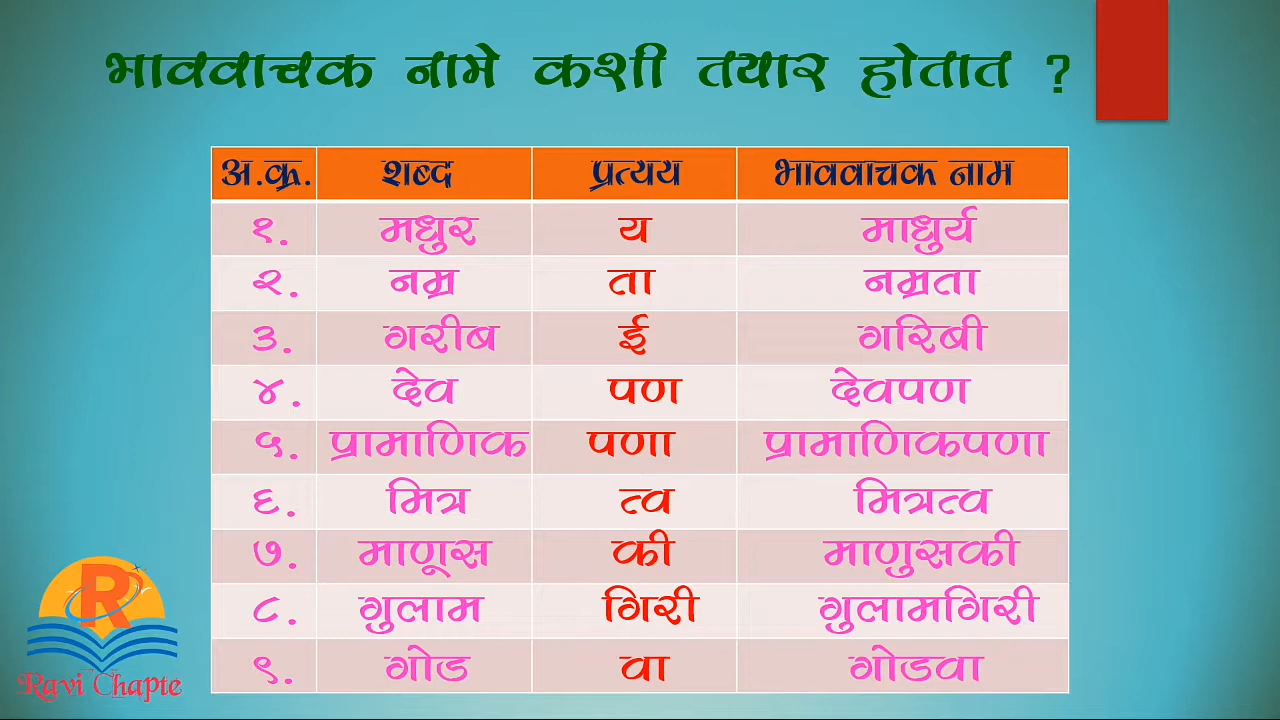 भाववाचक नामे कशी तयार होतात ?
अ.क्र. शब्द प्रत्यय भाववाचक नाम
१. मधुर य माधुर्य
२. नम्र ता नम्रता
३. गरीब ई गरिबी
४. देव पण देवपण
५. प्रामाणिक पणा प्रामाणिकपणा
६. मित्र त्व मित्रत्व
७. माणूस की माणुसकी
८. गुलाम गिरी गुलामगिरी
९. गोड वा गोडवा
R
Ravi Chapte